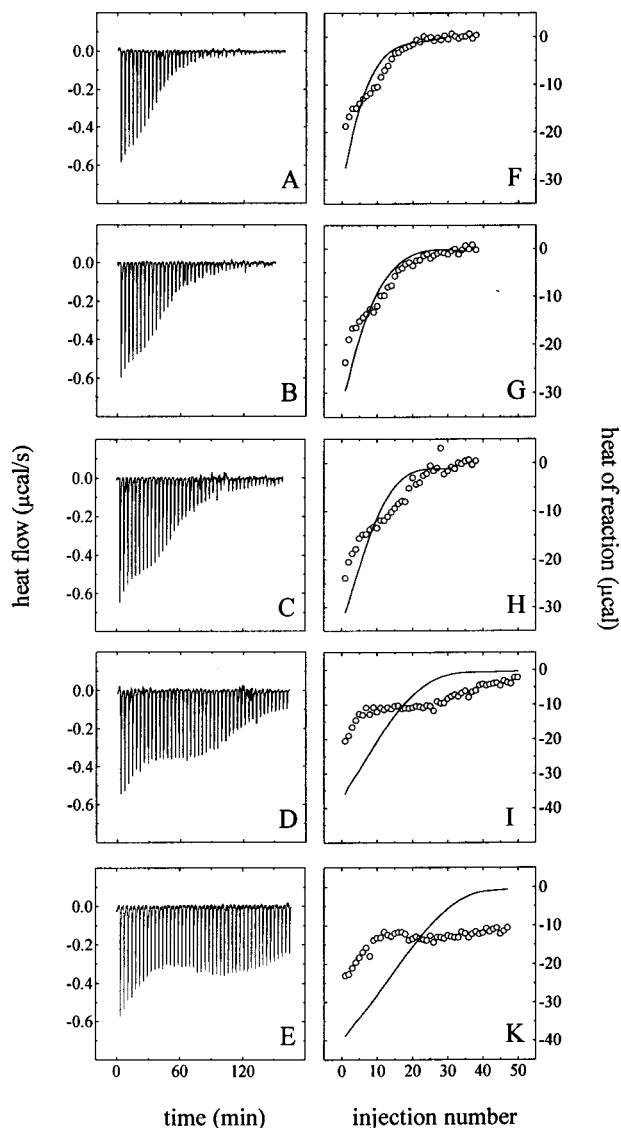 0.0
-0.2
-0.4
-0.6
A
0
-10
-20
-30
F
0.0
-0.2
-0.4
-0.6
B
0
-10
-20
-30
G
0.0
-0.2
-0.4
-0.6
C
0
-10
-20
-30
H
0.0
-0.2
-0.4
-0.6
D
0
-10
-20
-30
-40
I
0.0
-0.2
-0.4
-0.6
E
0
-10
-20
-30
-40
K
0 60 120
0 10 20 30 40 50
heat flow (µcal/s)
heat of reaction (µcal)
time (min)
injection number